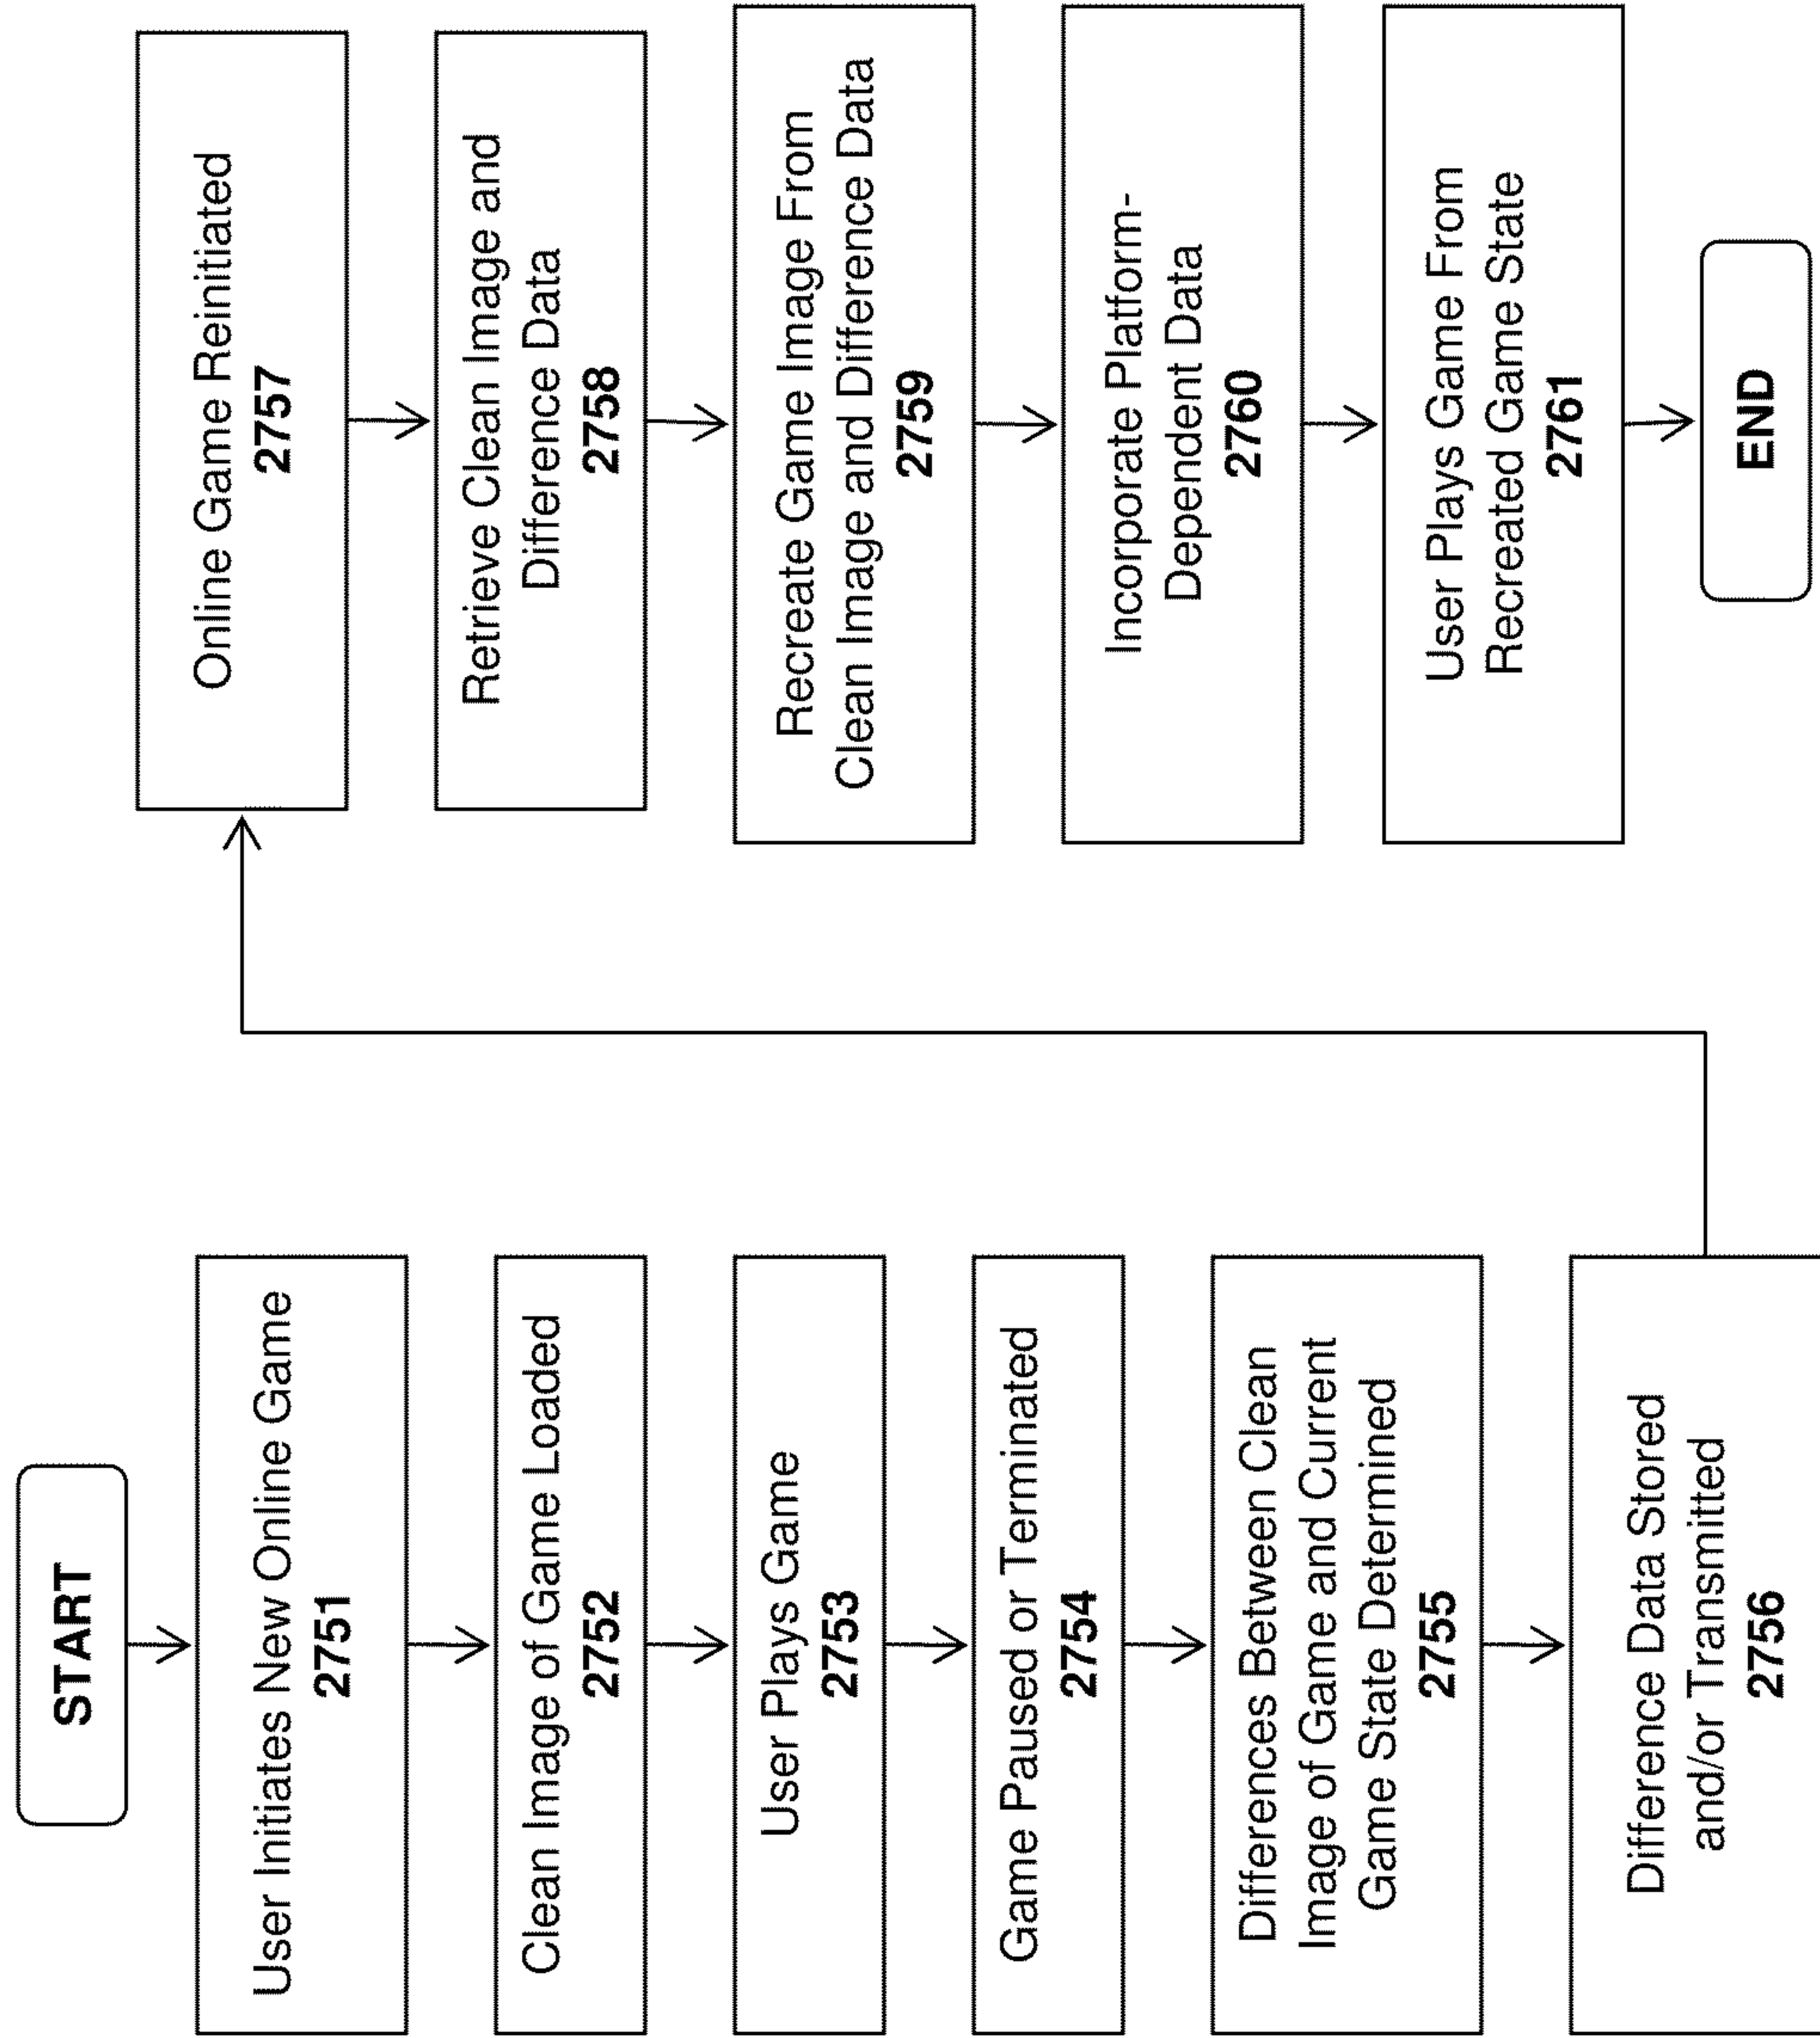 START
User Initiates New Online Game
2751
Clean Image of Game Loaded
2752
User Plays Game
2753
Game Paused or Terminated
2754
Differences Between Clean
Image of Game and Current
Game State Determined
2755
Difference Data Stored
and/or Transmitted
2756
Online Game Reinitiated
2757
Retrieve Clean Image and
Difference Data
2758
Recreate Game Image From
Clean Image and Difference Data
2759
Incorporate Platform-
Dependent Data
2760
User Plays Game From
Recreated Game State
2761
END